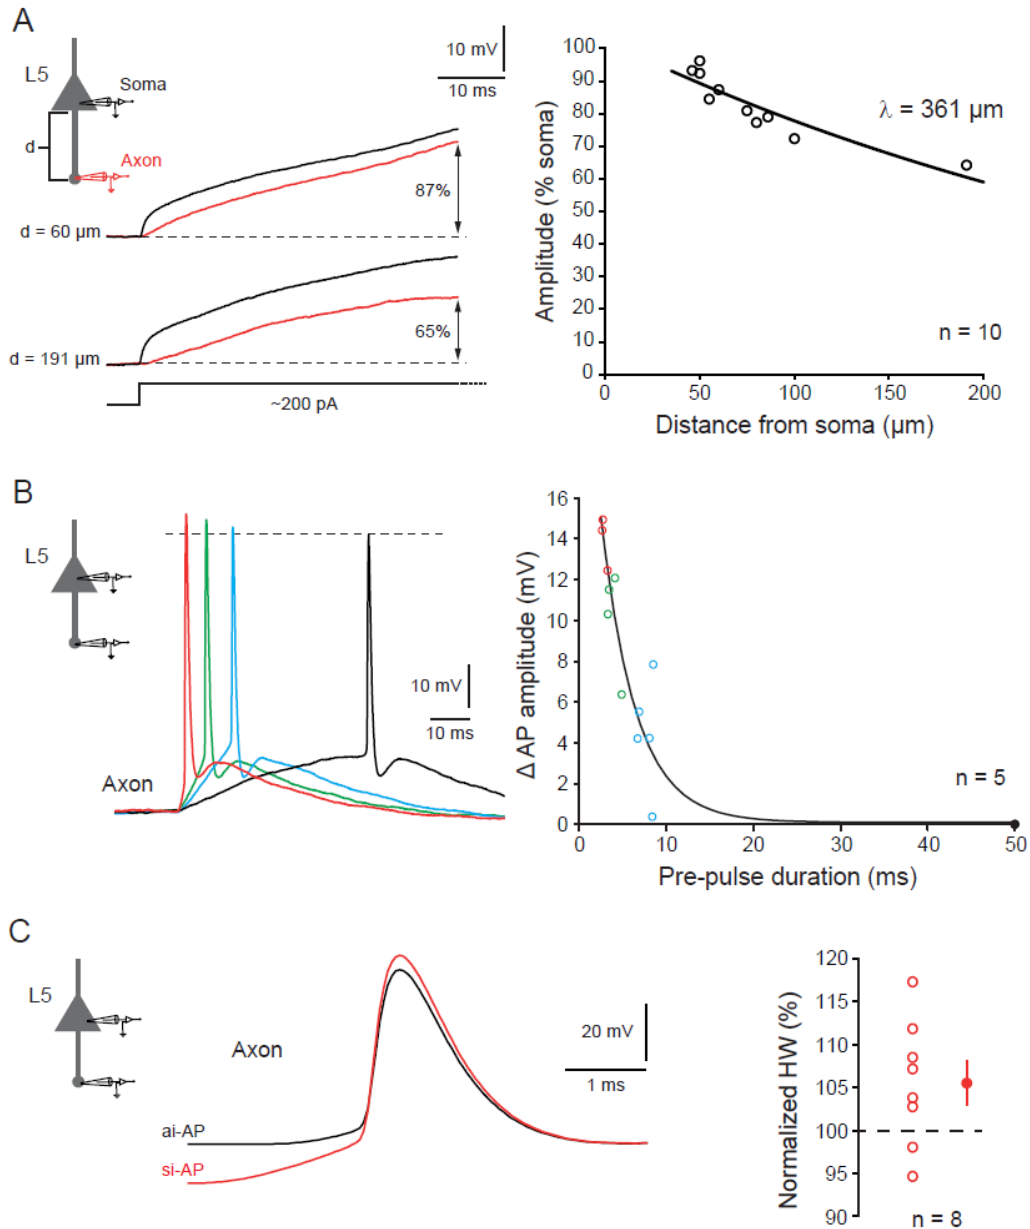 A
L5
Soma
d
Axon
d = 60 µm
87%
10 mV
10 ms
d = 191 µm
65%
~200 pA
100
90
80
70
60
50
40
30
20
10
0
Amplitude (% soma)
λ = 361 µm
n = 10
0
50
100
150
200
Distance from soma (µm)
B
L5
Axon
10 mV
10 ms
16
14
12
10
8
6
4
2
0
Δ AP amplitude (mV)
n = 5
0
10
20
30
40
50
Pre-pulse duration (ms)
C
L5
Axon
ai-AP
si-AP
20 mV
1 ms
120
115
110
105
100
95
90
Normalized HW (%)
n = 8